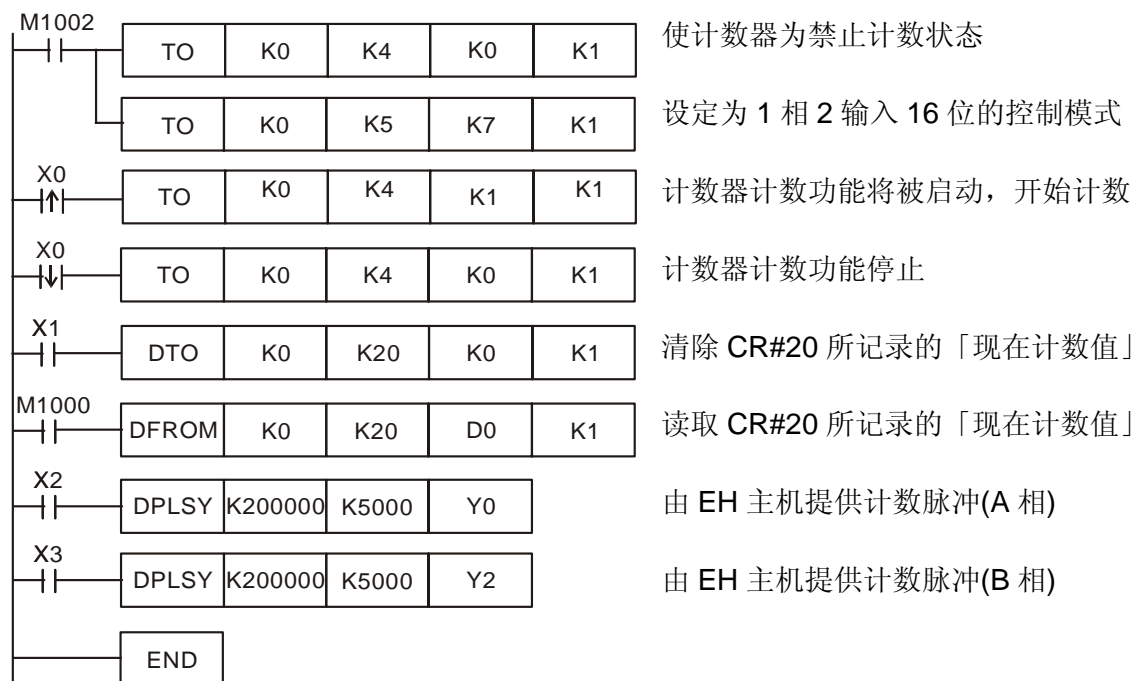 M1002
TO K0 K4 K0 K1 使计数器为禁止计数状态
TO K0 K5 K7 K1 设定为 1 相 2 输入 16 位的控制模式
X0
TO K0 K4 K1 K1 计数器计数功能将被启动，开始计数
X0
TO K0 K4 K0 K1 计数器计数功能停止
X1
DTO K0 K20 K0 K1 清除 CR#20 所记录的「现在计数值」
M1000
DFROM K0 K20 D0 K1 读取 CR#20 所记录的「现在计数值」
X2
DPLSY K200000 K5000 Y0 由 EH 主机提供计数脉冲(A 相)
X3
DPLSY K200000 K5000 Y2 由 EH 主机提供计数脉冲(B 相)
END